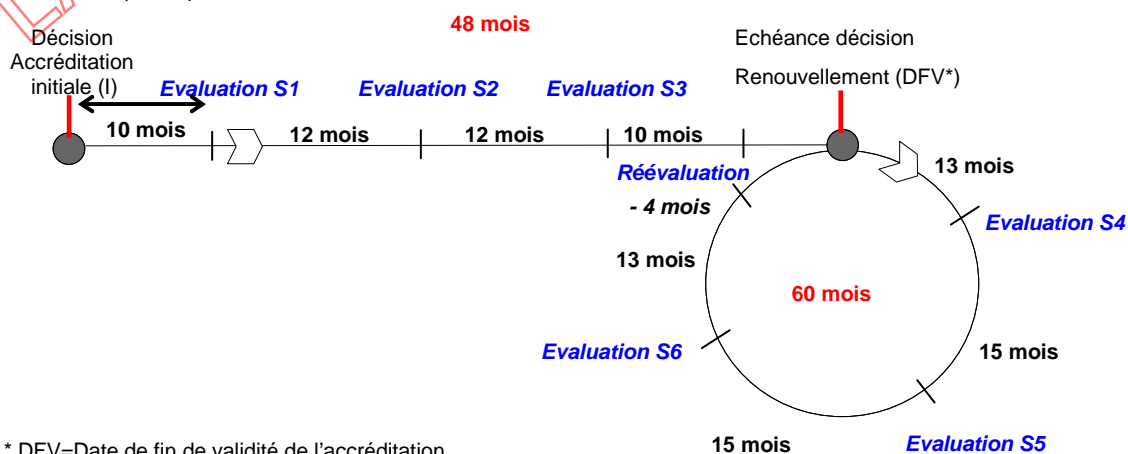 48 mois
Décision
Accréditation
initiale (I)
Echéance décision
Renouvellement (DFV*)
Evaluation S1
Evaluation S2
Evaluation S3
10 mois
12 mois
12 mois
10 mois
Réévaluation
- 4 mois
13 mois
Evaluation S4
13 mois
60 mois
Evaluation S6
15 mois
15 mois
Evaluation S5
* DFV=Date de fin de validité de l'accréditation